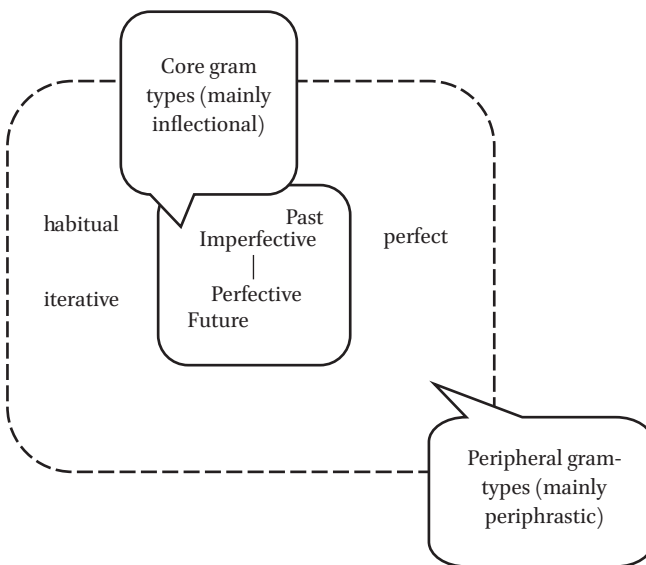 Core gram
types (mainly
inflectional)
habitual
Past
Imperfective
perfect
iterative
Perfective
Future
Peripheral gram-
types (mainly
periphrastic)